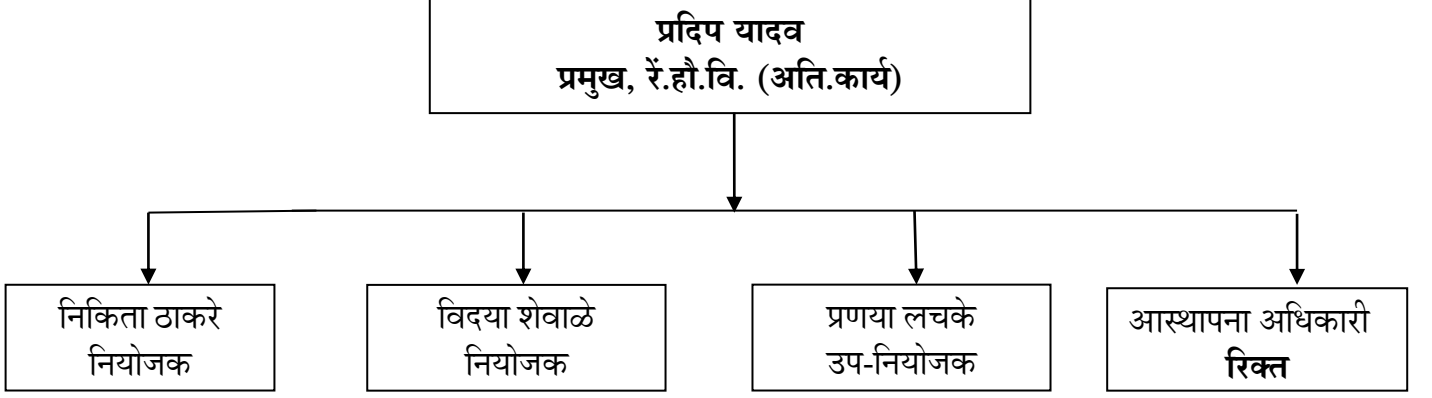 प्रदिप यादव
प्रमुख, रें.हौ.वि. (अति.कार्य)
निकिता ठाकरे
नियोजक
विदया शेवाळे
नियोजक
प्रणया लचके
उप-नियोजक
आस्थापना अधिकारी
रिक्त